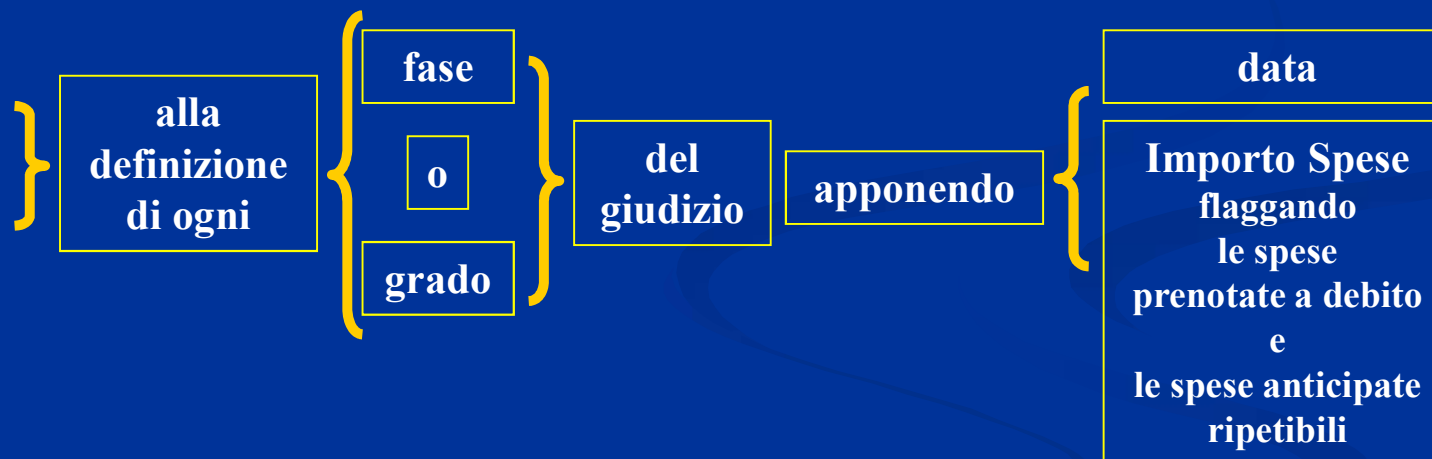 alla
definizione
di ogni
fase
o
grado
del
giudizio
apponendo
data
Importo Spese
flaggando
le spese
prenotate a debito
e
le spese anticipate
ripetibili